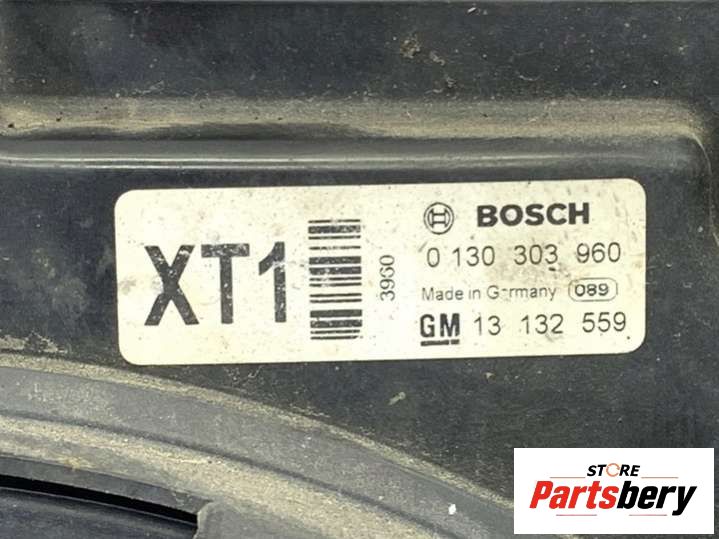 XT1
3960
BOSCH
0 130 303 960
Made in Germany 089
GM 13 132 559
STORE
Partsbery